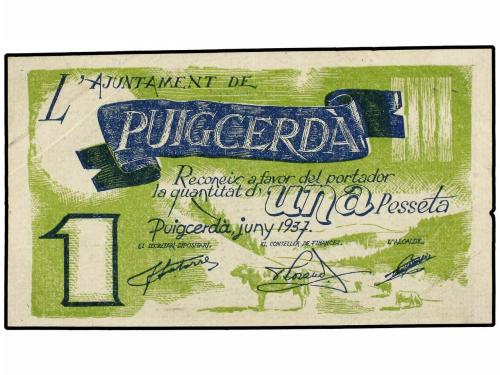 L'AJUNTAMENT DE
PUIGCERDÀ
Reconeix a favor del portador
la quantitat d'una Pesseta
Puigcerdà, juny 1937.
EL SECRETARI DIPOSITARI, EL CONSELLER DE FINANCES, L'ALCALDE,
1